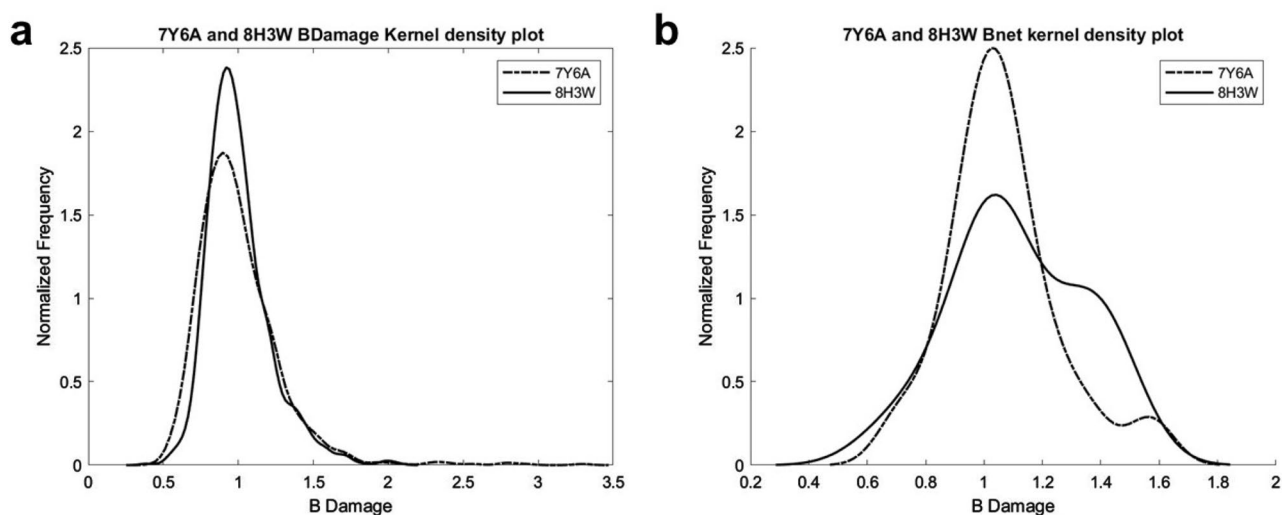 a
7Y6A and 8H3W BDamage Kernel density plot
2.5
2
1.5
1
0.5
0
Normalized Frequency
7Y6A
8H3W
0 0.5 1 1.5 2 2.5 3 3.5
B Damage
b
7Y6A and 8H3W Bnet kernel density plot
2.5
2
1.5
1
0.5
0
Normalized Frequency
7Y6A
8H3W
0.2 0.4 0.6 0.8 1 1.2 1.4 1.6 1.8 2
B Damage